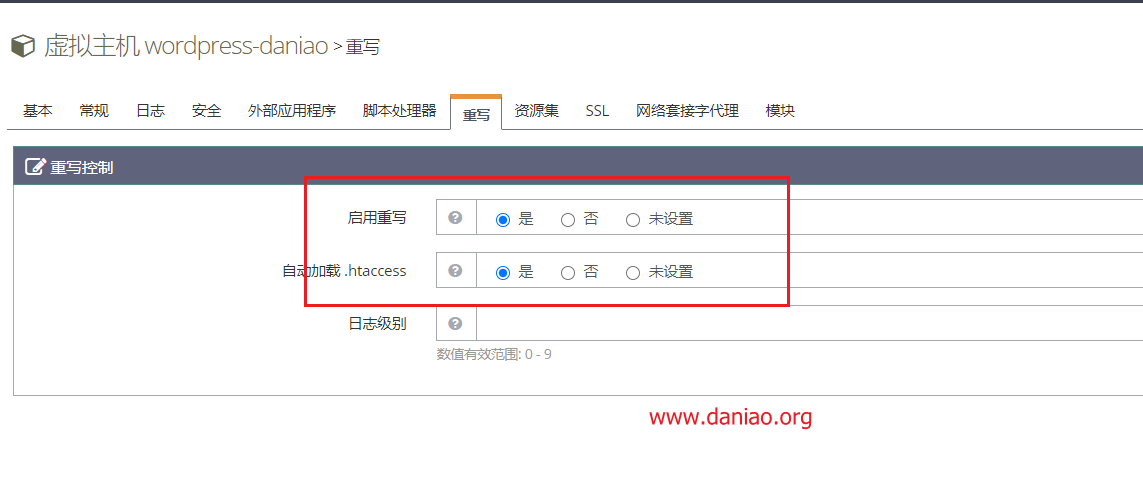 虚拟主机 wordpress-daniao > 重写
基本 常规 日志 安全 外部应用程序 脚本处理器 重写 资源集 SSL 网络套接字代理 模块
重写控制
启用重写 是 否 未设置
自动加载 .htaccess 是 否 未设置
日志级别
数值有效范围: 0 - 9
www.daniao.org